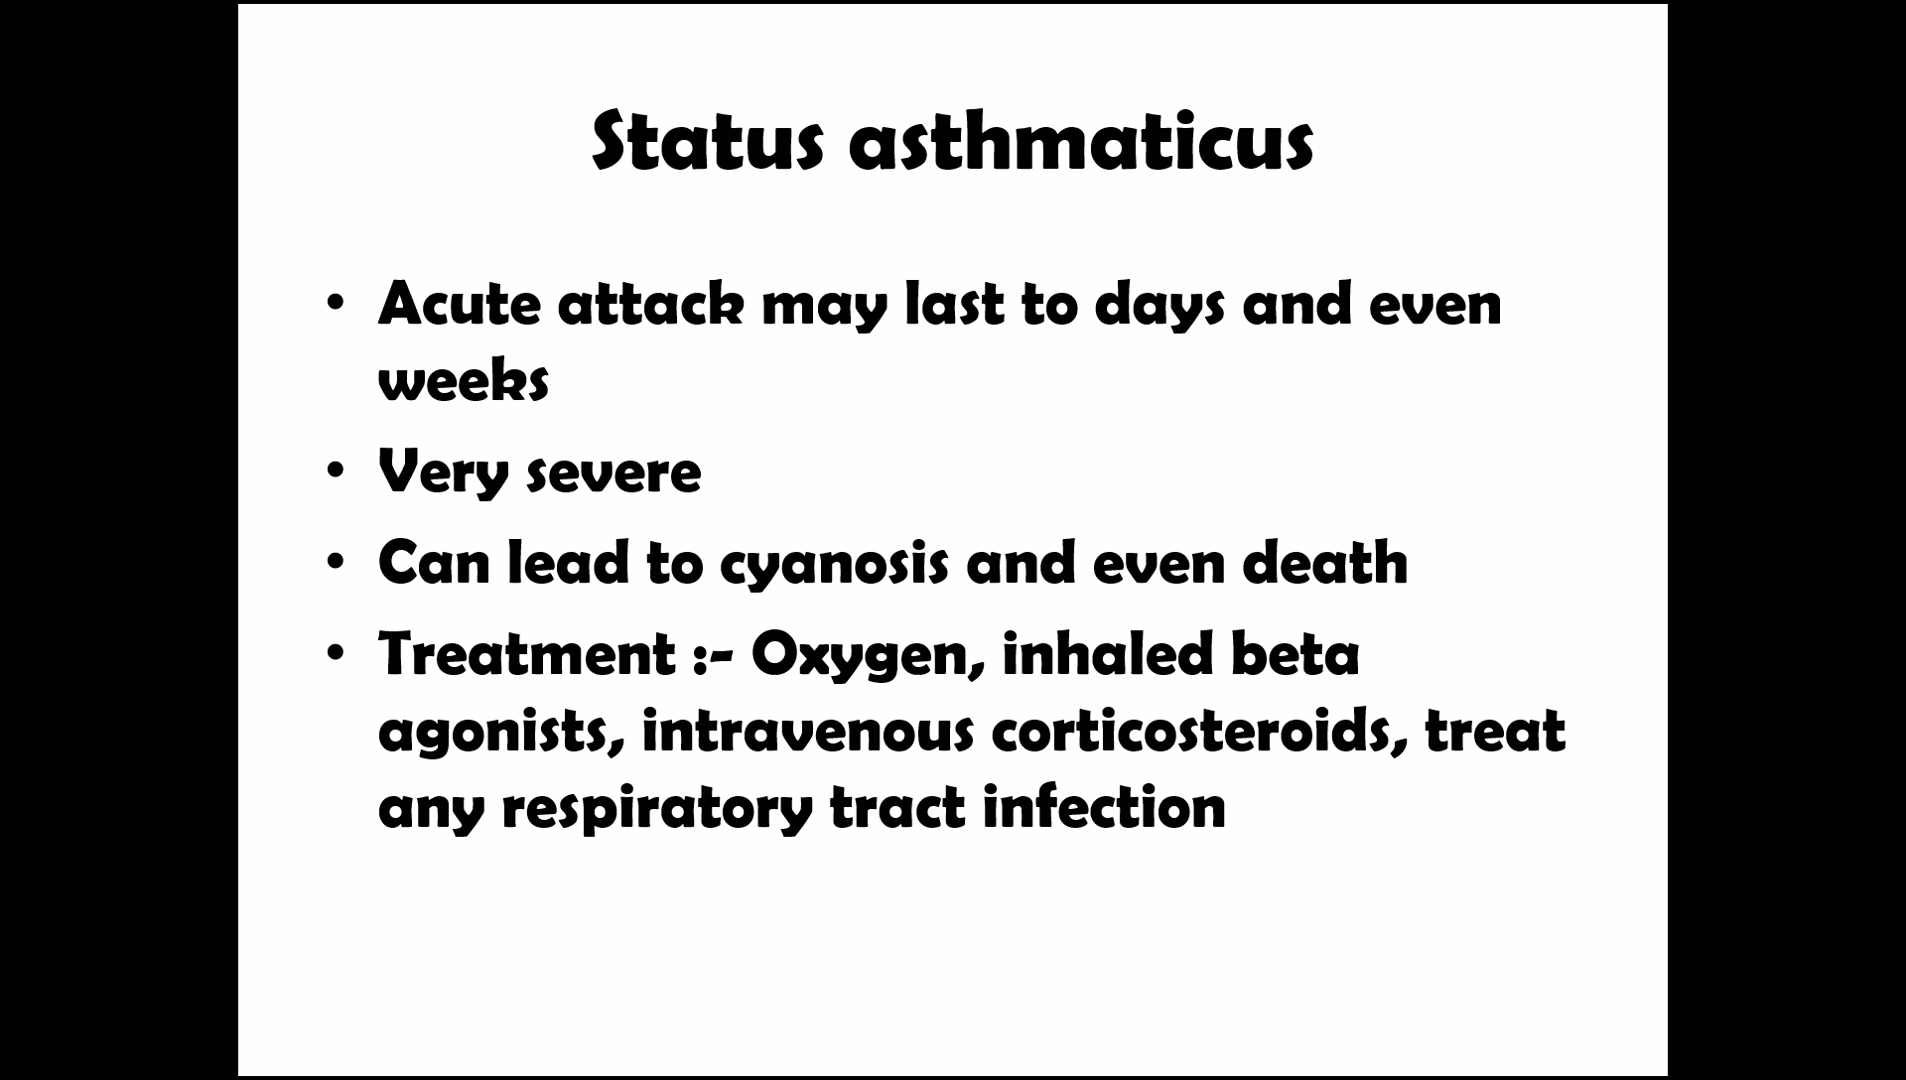 Status asthmaticus
• Acute attack may last to days and even
weeks
• Very severe
• Can lead to cyanosis and even death
• Treatment :- Oxygen, inhaled beta
agonists, intravenous corticosteroids, treat
any respiratory tract infection